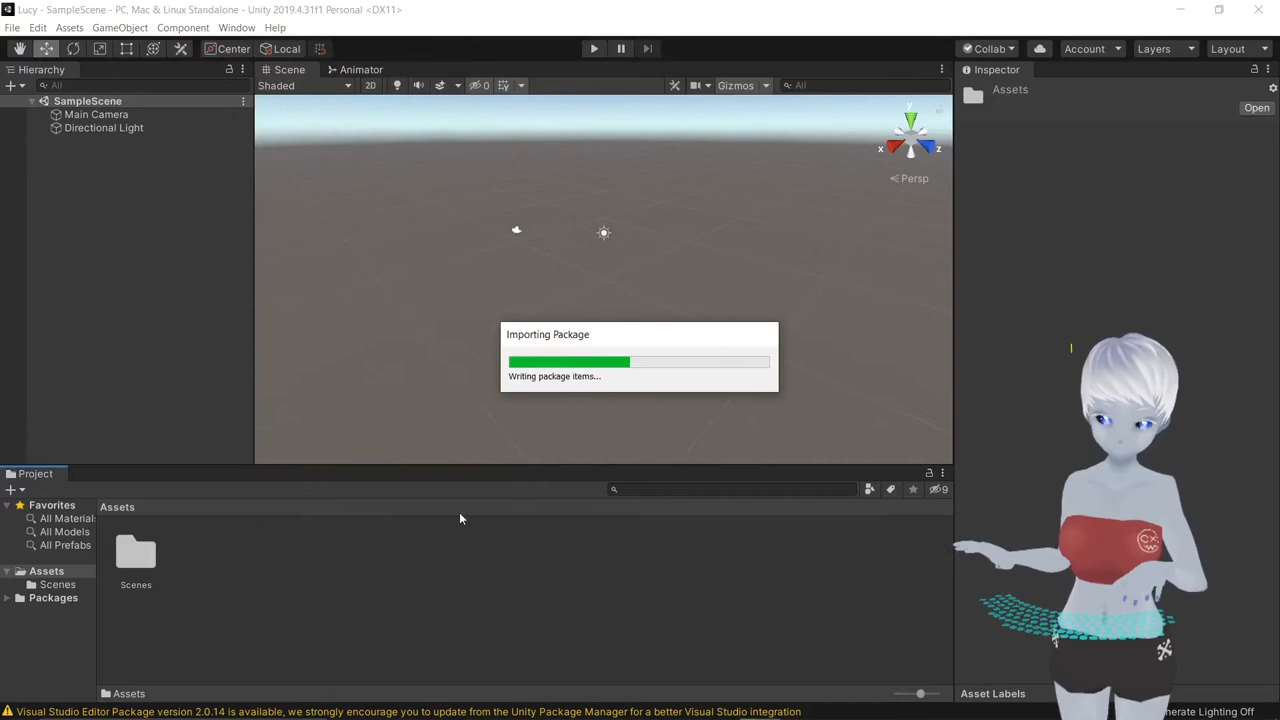 Lucy - SampleScene - PC, Mac & Linux Standalone - Unity 2019.4.31f1 Personal <DX11>
File Edit Assets GameObject Component Window Help
Center Local Collab Account Layers Layout
Hierarchy
All
SampleScene
Main Camera
Directional Light
Scene Animator
Shaded 2D 0 Gizmos All
y
x z
Persp
Inspector
Assets
Open
Importing Package
Writing package items...
Project
9
Favorites
All Material
All Models
All Prefabs
Assets
Scenes
Packages
Assets
Scenes
Assets
Asset Labels
Visual Studio Editor Package version 2.0.14 is available, we strongly encourage you to update from the Unity Package Manager for a better Visual Studio integration
nerate Lighting Off